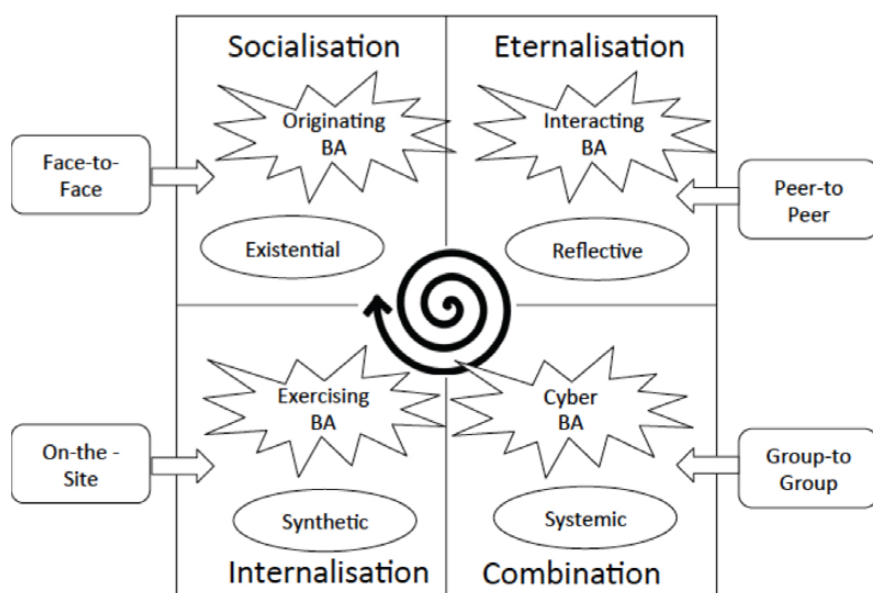 Socialisation
Eternalisation
Originating
BA
Interacting
BA
Face-to-
Face
Peer-to
Peer
Existential
Reflective
Exercising
BA
Cyber
BA
On-the -
Site
Group-to
Group
Synthetic
Systemic
Internalisation
Combination